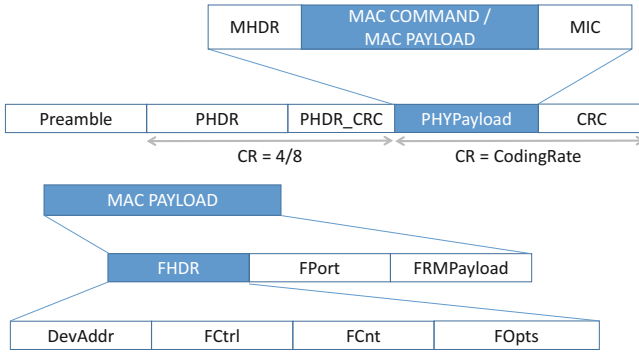 MHDR
MAC COMMAND /
MAC PAYLOAD
MIC
Preamble
PHDR
PHDR_CRC
PHYPayload
CRC
CR = 4/8
CR = CodingRate
MAC PAYLOAD
FHDR
FPort
FRMPayload
DevAddr
FCtrl
FCnt
FOpts